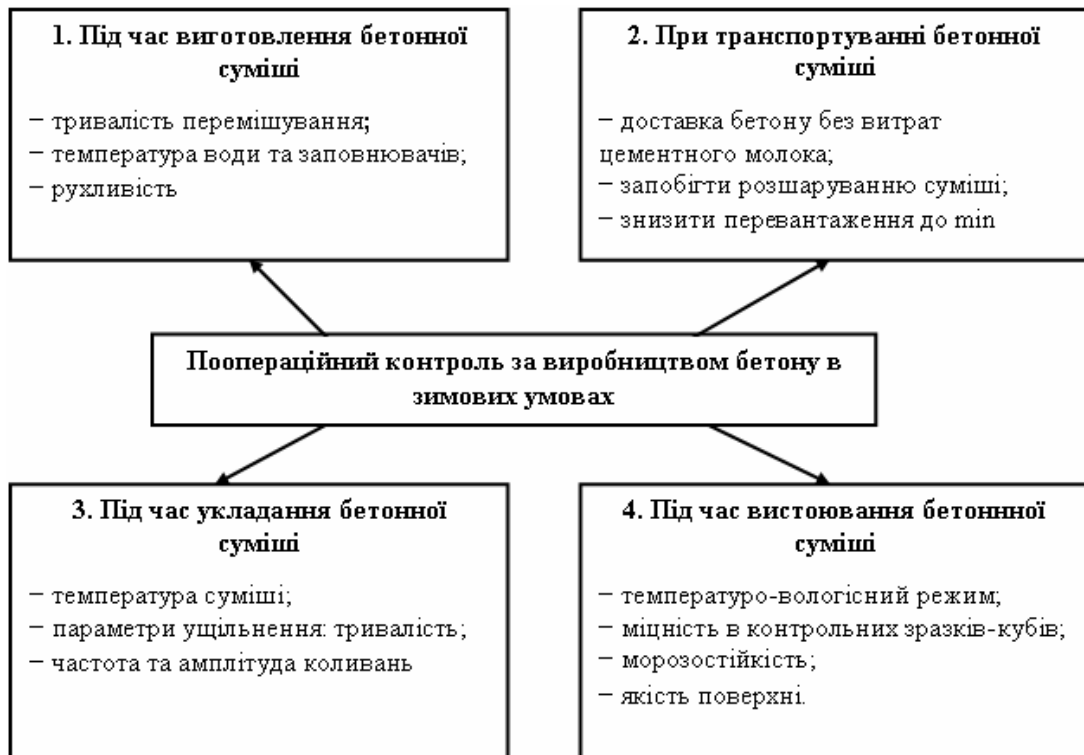 1. Під час виготовлення бетонної
суміші
− тривалість перемішування;
− температура води та заповнювачів;
− рухливість
2. При транспортуванні бетонної
суміші
− доставка бетону без витрат
цементного молока;
− запобігти розшаруванню суміші;
− знизити перевантаження до min
Поопераційний контроль за виробництвом бетону в
зимових умовах
3. Під час укладання бетонної
суміші
− температура суміші;
− параметри ущільнення: тривалість;
− частота та амплітуда коливань
4. Під час вистоювання бетоннної
суміші
− температуро-вологісний режим;
− міцність в контрольних зразків-кубів;
− морозостійкість;
− якість поверхні.